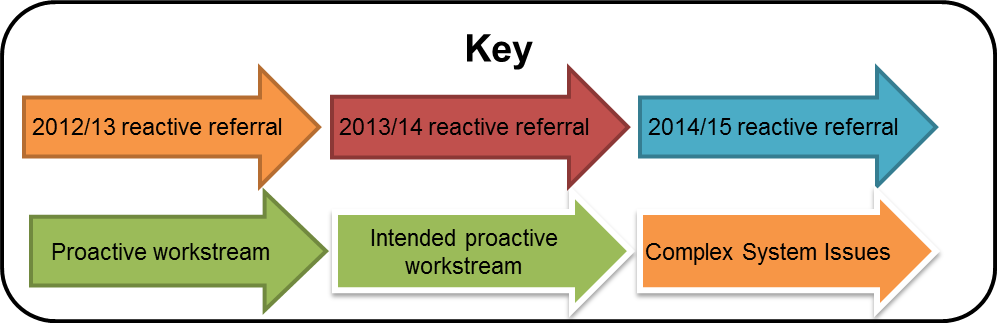 Key
2012/13 reactive referral
2013/14 reactive referral
2014/15 reactive referral
Proactive workstream
Intended proactive
workstream
Complex System Issues